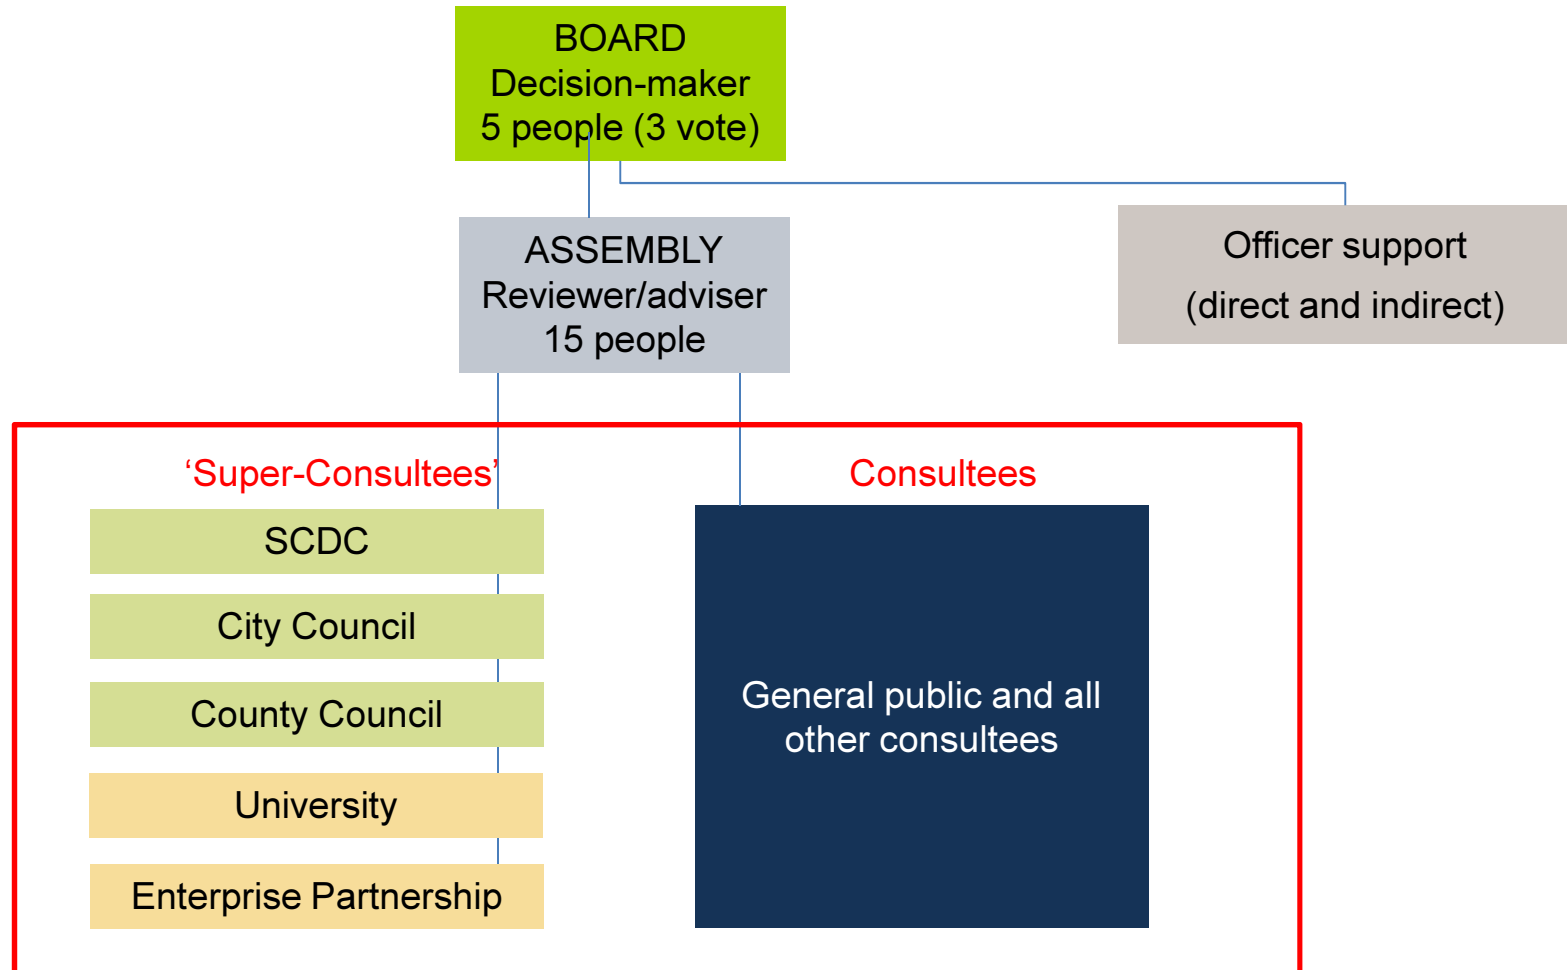 BOARD
Decision-maker
5 people (3 vote)
ASSEMBLY
Reviewer/adviser
15 people
Officer support
(direct and indirect)
‘Super-Consultees’
SCDC
City Council
County Council
University
Enterprise Partnership
Consultees
General public and all
other consultees